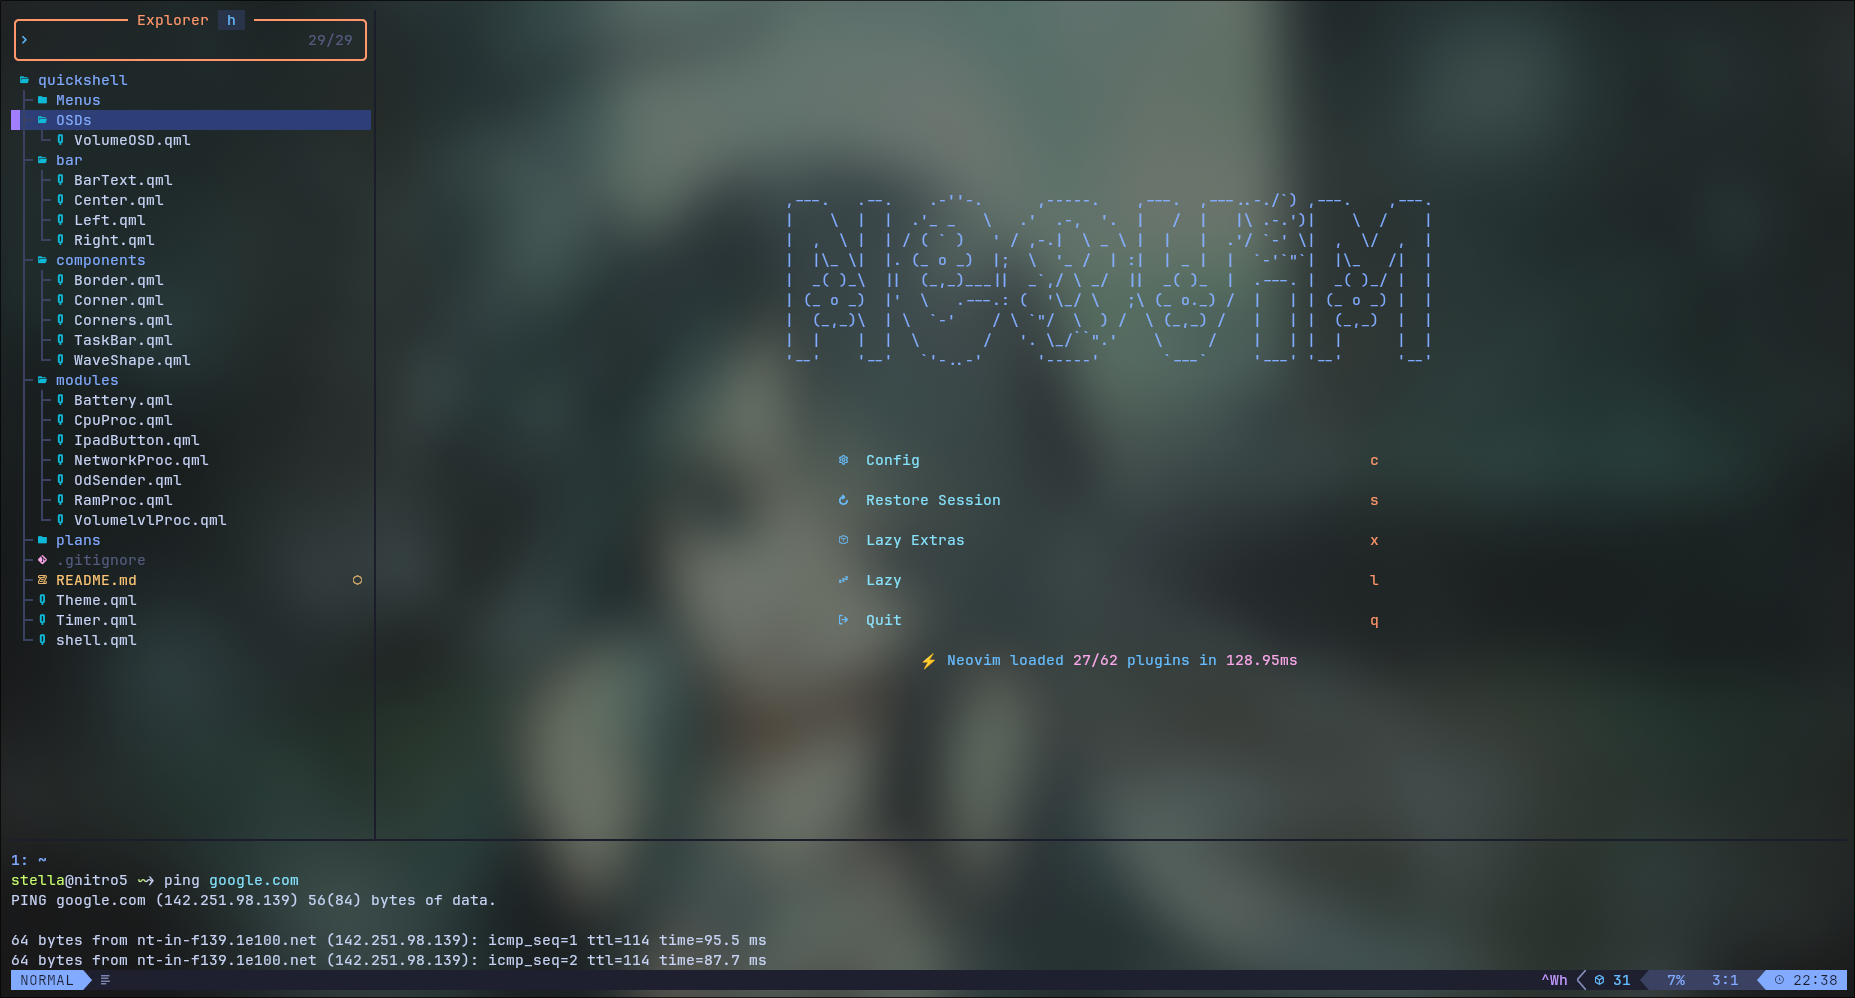 Explorer h
29/29
quickshell
Menus
OSDs
VolumeOSD.qml
bar
BarText.qml
Center.qml
Left.qml
Right.qml
components
Border.qml
Corner.qml
Corners.qml
TaskBar.qml
WaveShape.qml
modules
Battery.qml
CpuProc.qml
IpadButton.qml
NetworkProc.qml
OdSender.qml
RamProc.qml
VolumelvlProc.qml
plans
.gitignore
README.md
Theme.qml
Timer.qml
shell.qml
NEOVIM
Config c
Restore Session s
Lazy Extras x
Lazy l
Quit q
⚡ Neovim loaded 27/62 plugins in 128.95ms
1: ~
stella@nitro5 ⤳ ping google.com
PING google.com (142.251.98.139) 56(84) bytes of data.
64 bytes from nt-in-f139.1e100.net (142.251.98.139): icmp_seq=1 ttl=114 time=95.5 ms
64 bytes from nt-in-f139.1e100.net (142.251.98.139): icmp_seq=2 ttl=114 time=87.7 ms
NORMAL ^Wh 31 7% 3:1 22:38